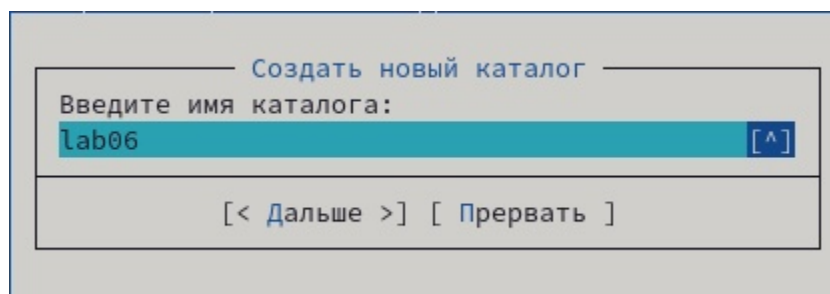 Создать новый каталог
Введите имя каталога:
lab06 [^]
[< Дальше >] [ Прервать ]